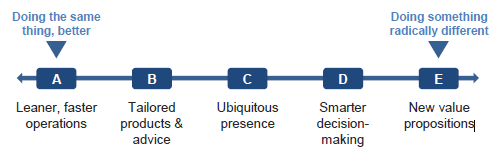 Doing the same
thing, better
Doing something
radically different
A
B
C
D
E
Leaner, faster
operations
Tailored
products &
advice
Ubiquitous
presence
Smarter
decision-
making
New value
propositions